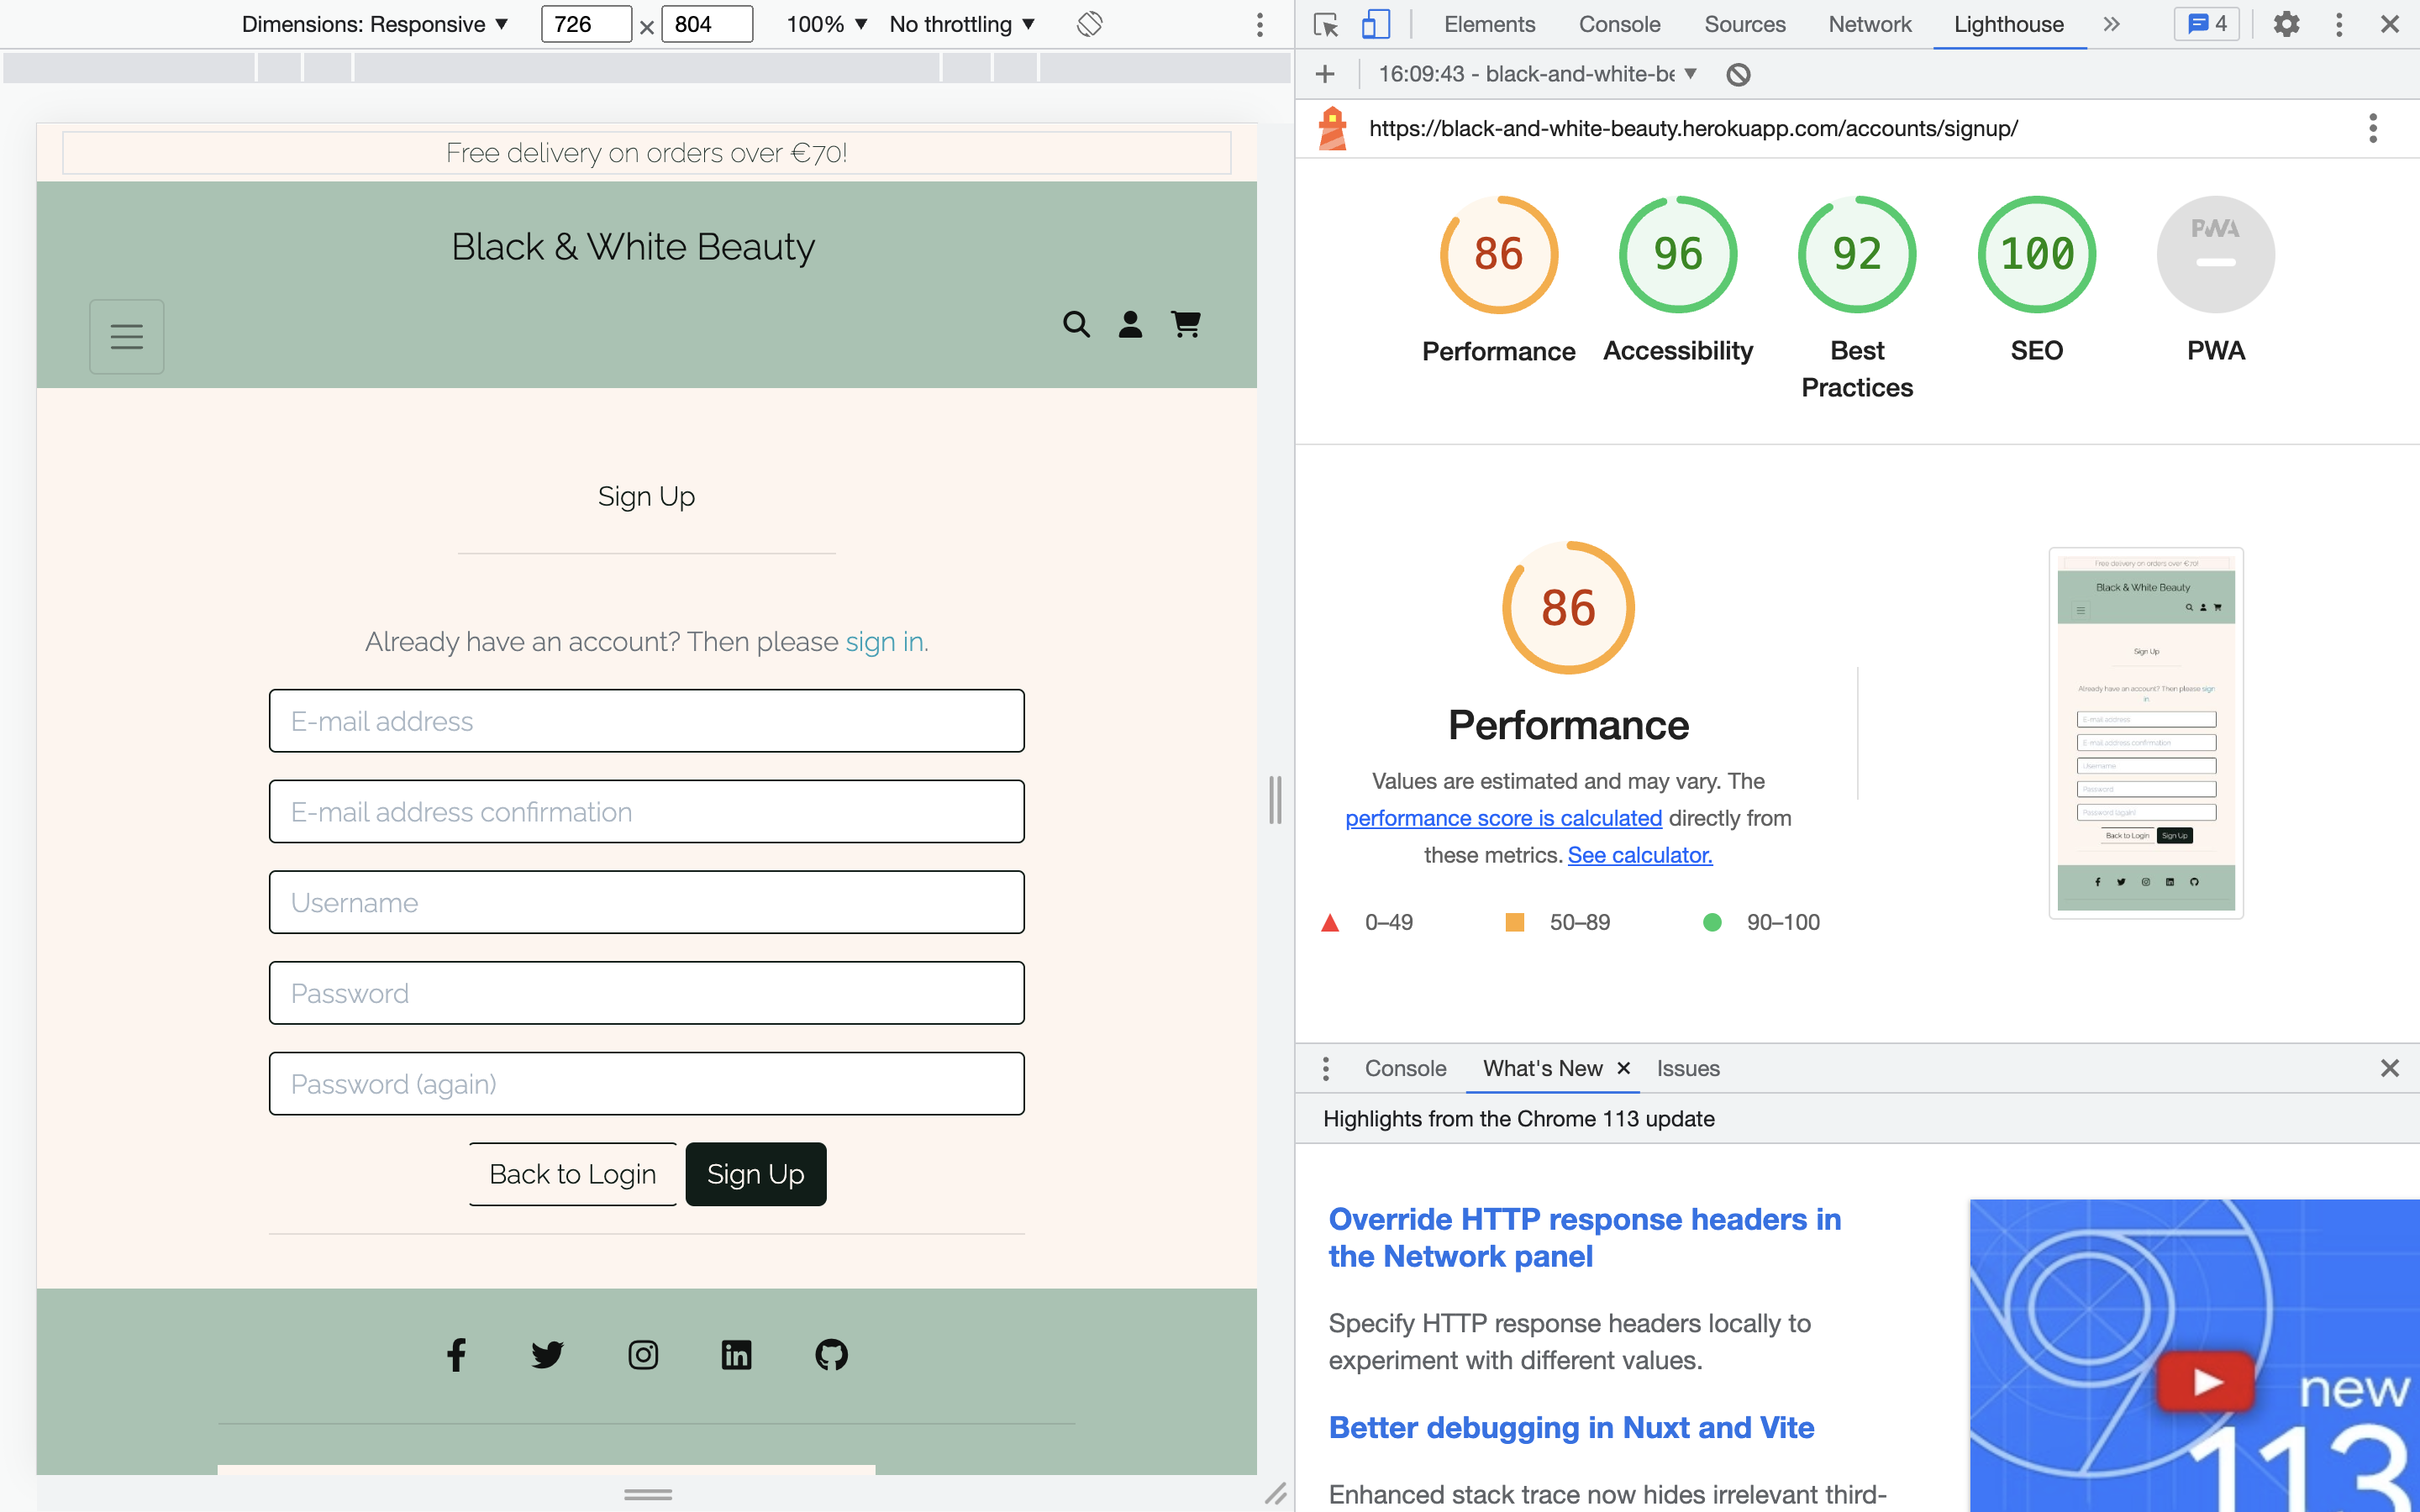 Dimensions: Responsive ▼ 726 × 804 100% ▼ No throttling ▼
Elements Console Sources Network Lighthouse » 4
16:09:43 - black-and-white-be ▼
https://black-and-white-beauty.herokuapp.com/accounts/signup/
Free delivery on orders over €70!
Black & White Beauty
Sign Up
Already have an account? Then please sign in.
E-mail address
E-mail address confirmation
Username
Password
Password (again)
Back to Login Sign Up
86 96 92 100 PWA
Performance Accessibility Best Practices SEO PWA
86
Performance
Values are estimated and may vary. The
performance score is calculated directly from
these metrics. See calculator.
0–49 50–89 90–100
Free delivery on orders over €70!
Black & White Beauty
Sign Up
Already have an account? Then please sign
in.
E-mail address
E-mail address confirmation
Username
Password
Password (again)
Back to Login Sign Up
Console What's New × Issues
Highlights from the Chrome 113 update
Override HTTP response headers in
the Network panel
Specify HTTP response headers locally to
experiment with different values.
Better debugging in Nuxt and Vite
Enhanced stack trace now hides irrelevant third-
new
113